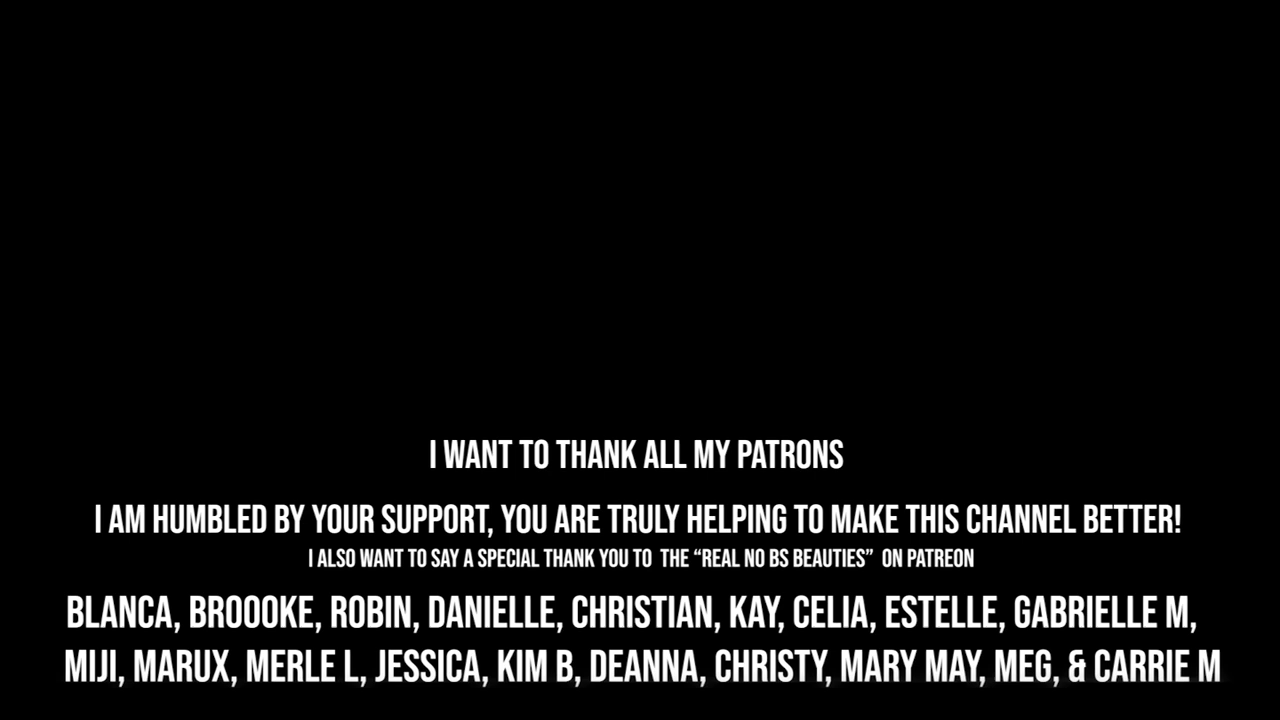 I WANT TO THANK ALL MY PATRONS
I AM HUMBLED BY YOUR SUPPORT, YOU ARE TRULY HELPING TO MAKE THIS CHANNEL BETTER!
I ALSO WANT TO SAY A SPECIAL THANK YOU TO THE “REAL NO BS BEAUTIES” ON PATREON
BLANCA, BROOOKE, ROBIN, DANIELLE, CHRISTIAN, KAY, CELIA, ESTELLE, GABRIELLE M,
MIJI, MARUX, MERLE L, JESSICA, KIM B, DEANNA, CHRISTY, MARY MAY, MEG, & CARRIE M